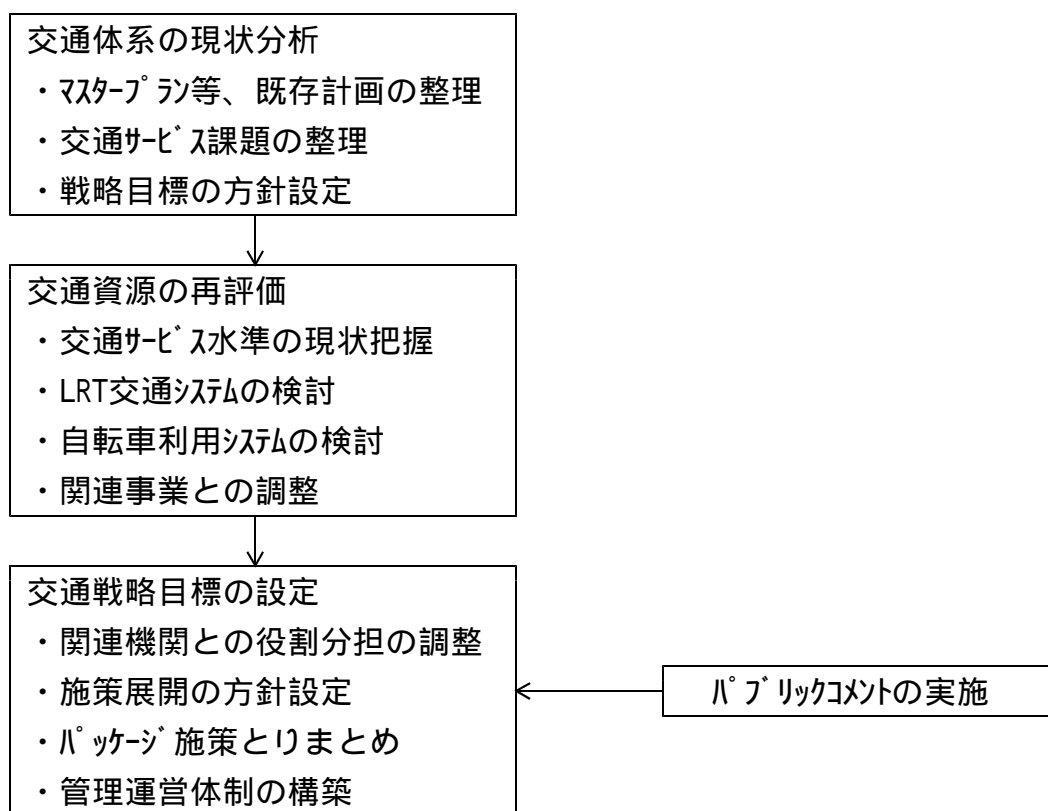 交通体系の現状分析
・ﾏｽﾀｰﾌﾟﾗﾝ等、既存計画の整理
・交通ｻｰﾋﾞｽ課題の整理
・戦略目標の方針設定
交通資源の再評価
・交通ｻｰﾋﾞｽ水準の現状把握
・LRT交通ｼｽﾃﾑの検討
・自転車利用ｼｽﾃﾑの検討
・関連事業との調整
交通戦略目標の設定
・関連機関との役割分担の調整
・施策展開の方針設定
・ﾊﾟｯｹｰｼﾞ施策とりまとめ
・管理運営体制の構築
ﾊﾟﾌﾞﾘｯｸｺﾒﾝﾄの実施